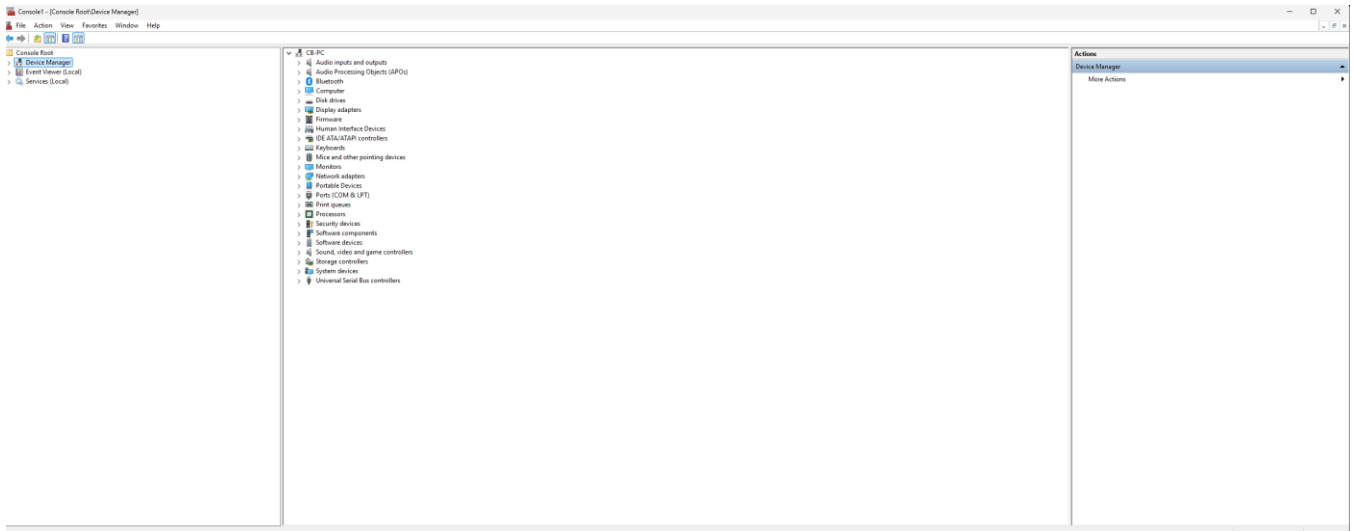 Console1 - [Console Root\Device Manager]
File Action View Favorites Window Help
Console Root
Device Manager
Event Viewer (Local)
Services (Local)
CB-PC
Audio inputs and outputs
Audio Processing Objects (APOs)
Bluetooth
Computer
Disk drives
Display adapters
Firmware
Human Interface Devices
IDE ATA/ATAPI controllers
Keyboards
Mice and other pointing devices
Monitors
Network adapters
Portable Devices
Ports (COM & LPT)
Print queues
Processors
Security devices
Software components
Software devices
Sound, video and game controllers
Storage controllers
System devices
Universal Serial Bus controllers
Actions
Device Manager
More Actions